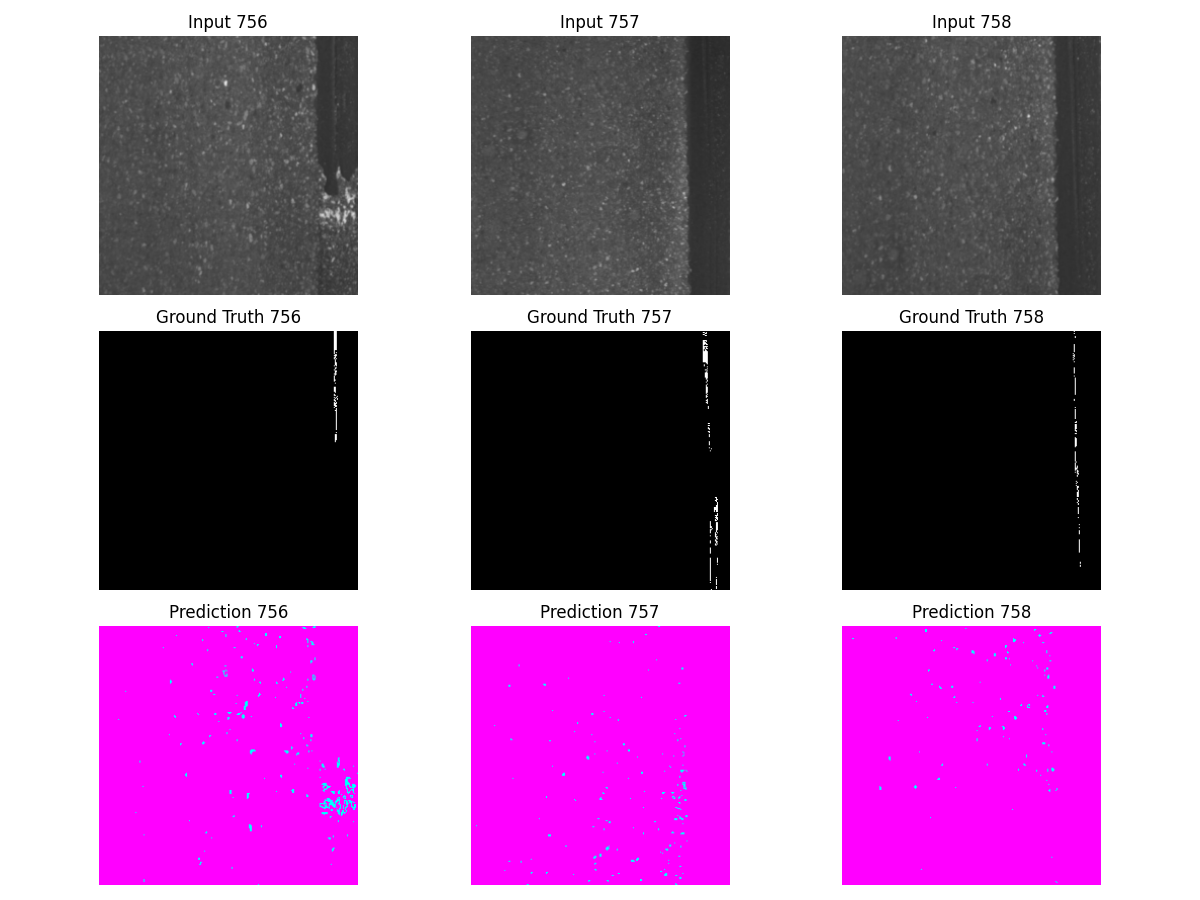 Input 756
Input 757
Input 758
Ground Truth 756
Ground Truth 757
Ground Truth 758
Prediction 756
Prediction 757
Prediction 758